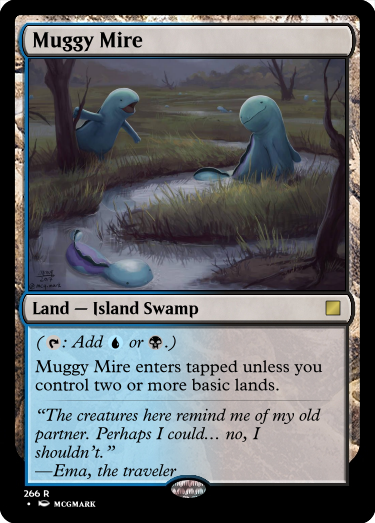 Muggy Mire
Land — Island Swamp
( : Add or .)
Muggy Mire enters tapped unless you
control two or more basic lands.
“The creatures here remind me of my old
partner. Perhaps I could… no, I
shouldn’t.”
—Ema, the traveler
266 R
• MCGMARK